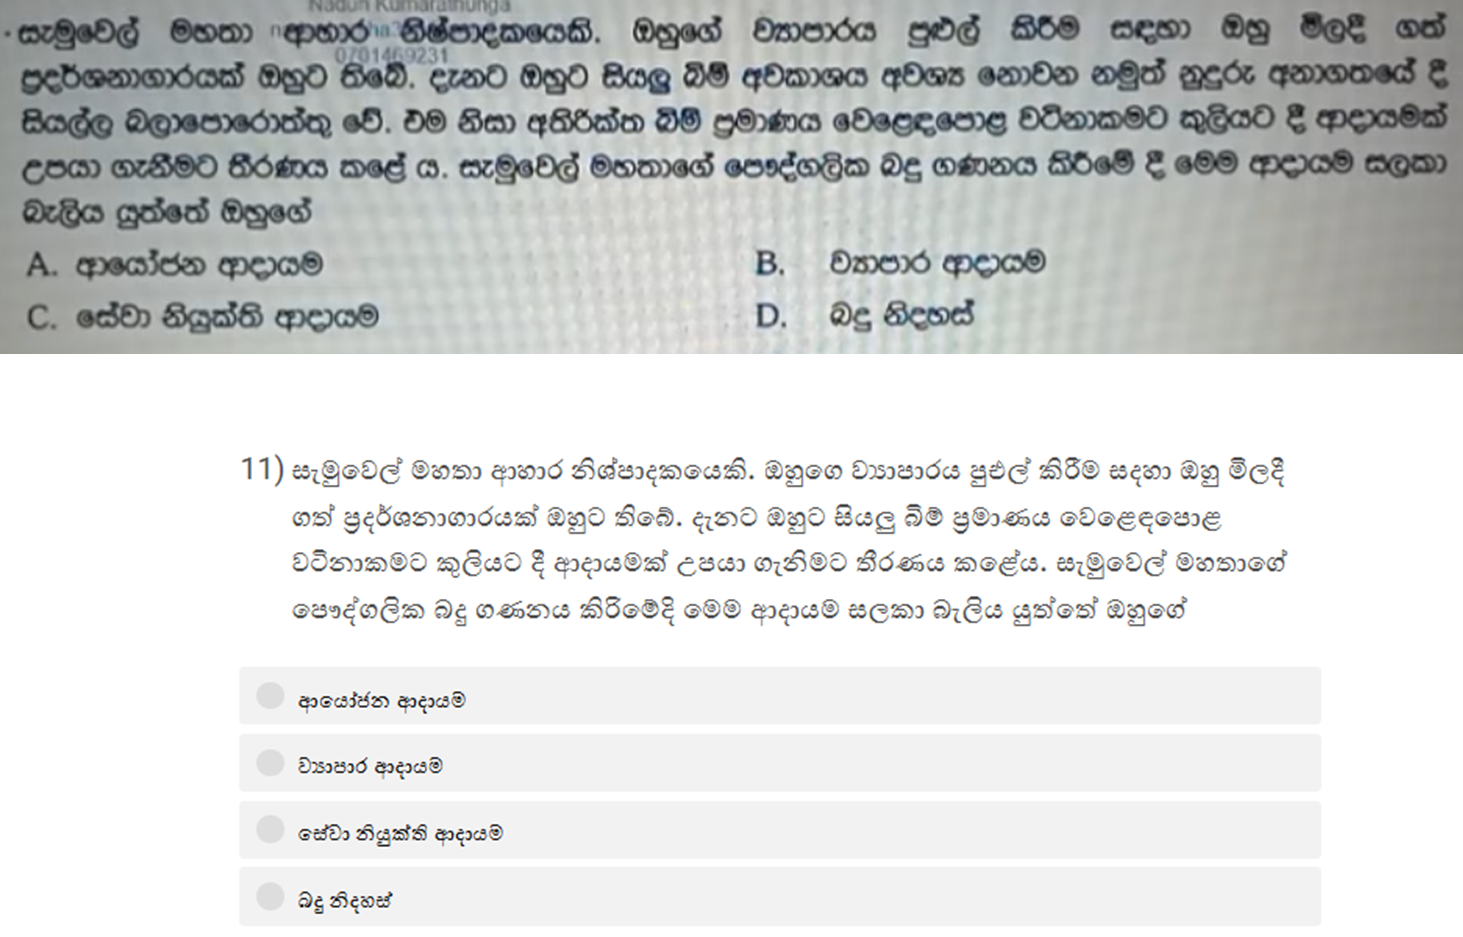 Nadun Kumarathunga
සැමුවෙල් මහතා ආහාර නිෂ්පාදකයෙකි. ඔහුගේ ව්‍යාපාරය පුළුල් කිරීම සඳහා ඔහු මිලදී ගත්
0701469231
ප්‍රදර්ශනාගාරයක් ඔහුට තිබේ. දැනට ඔහුට සියලු බිම් අවකාශය අවශ්‍ය නොවන නමුත් නුදුරු අනාගතයේ දී
සියල්ල බලාපොරොත්තු වේ. එම නිසා අතිරික්ත බිම් ප්‍රමාණය වෙළෙඳපොළ වටිනාකමට කුලියට දී ආදායමක්
උපයා ගැනීමට තීරණය කළේ ය. සැමුවෙල් මහතාගේ පෞද්ගලික බදු ගණනය කිරීමේ දී මෙම ආදායම සලකා
බැලිය යුත්තේ ඔහුගේ
A. ආයෝජන ආදායම B. ව්‍යාපාර ආදායම
C. සේවා නියුක්ති ආදායම D. බදු නිදහස්
11) සැමුවෙල් මහතා ආහාර නිශ්පාදකයෙකි. ඔහුගෙ ව්‍යාපාරය පුළුල් කිරීම සදහා ඔහු මිලදී
ගත් ප්‍රදර්ශනාගාරයක් ඔහුට තිබේ. දැනට ඔහුට සියලු බිම් ප්‍රමාණය වෙළෙඳපොළ
වටිනාකමට කුලියට දී ආදායමක් උපයා ගැනිමට තීරණය කළේය. සැමුවෙල් මහතාගේ
පෞද්ගලික බදු ගණනය කිරිමේදි මෙම ආදායම සලකා බැලිය යුත්තේ ඔහුගේ
ආයෝජන ආදායම
ව්‍යාපාර ආදායම
සේවා නියුක්ති ආදායම
බදු නිදහස්